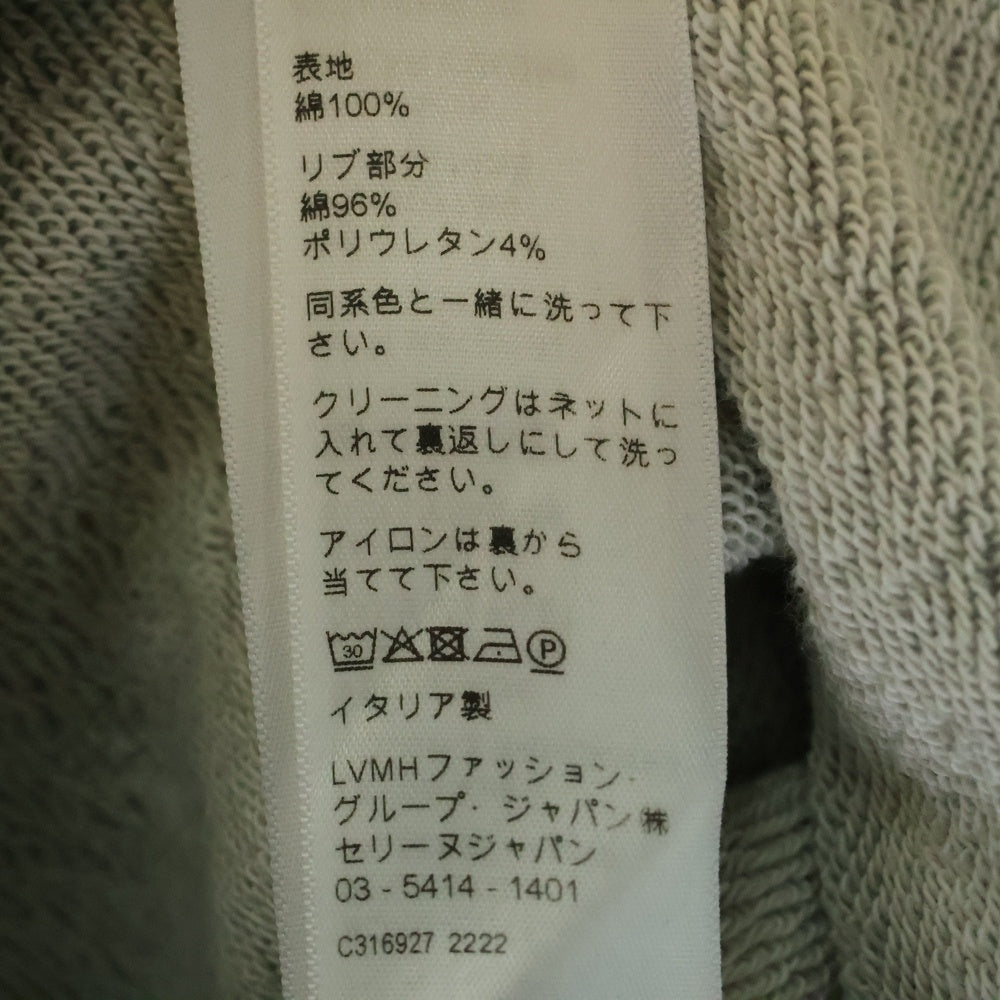 表地
綿100%
リブ部分
綿96%
ポリウレタン4%
同系色と一緒に洗って下
さい。
クリーニングはネットに
入れて裏返しにして洗っ
てください。
アイロンは裏から
当てて下さい。
30 P
イタリア製
LVMHファッション・
グループ・ジャパン㈱
セリーヌジャパン
03 - 5414 - 1401
C316927 2222